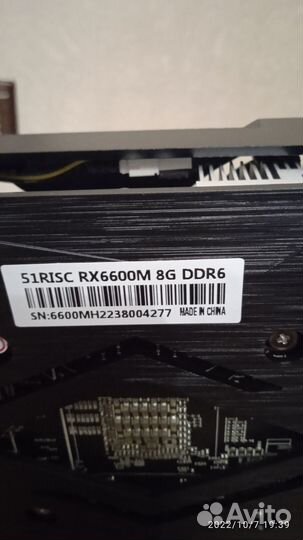 51RISC RX6600M 8G DDR6
SN:6600MH2238004277 MADE IN CHINA
2022/10/7 19:39
Avito